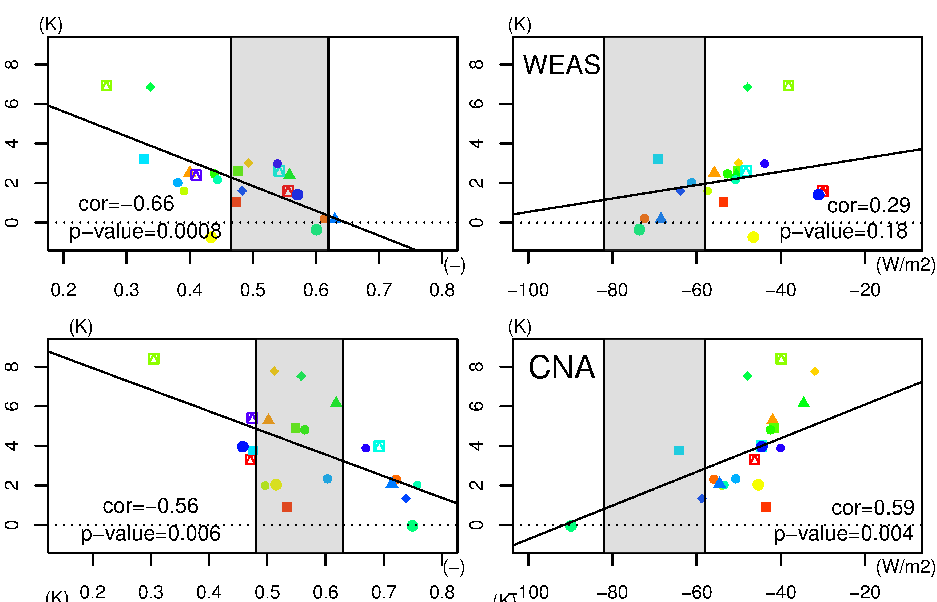 (K)
(K)
8
6
4
2
0
cor=−0.66
p−value=0.0008
(−)
0.2 0.3 0.4 0.5 0.6 0.7 0.8
WEAS
8
6
4
2
0
cor=0.29
p−value=0.18
(W/m2)
−100 −80 −60 −40 −20
(K)
(K)
8
6
4
2
0
cor=−0.56
p−value=0.006
(−)
0.2 0.3 0.4 0.5 0.6 0.7 0.8
CNA
8
6
4
2
0
cor=0.59
p−value=0.004
(W/m2)
−100 −80 −60 −40 −20
(K)
(K)